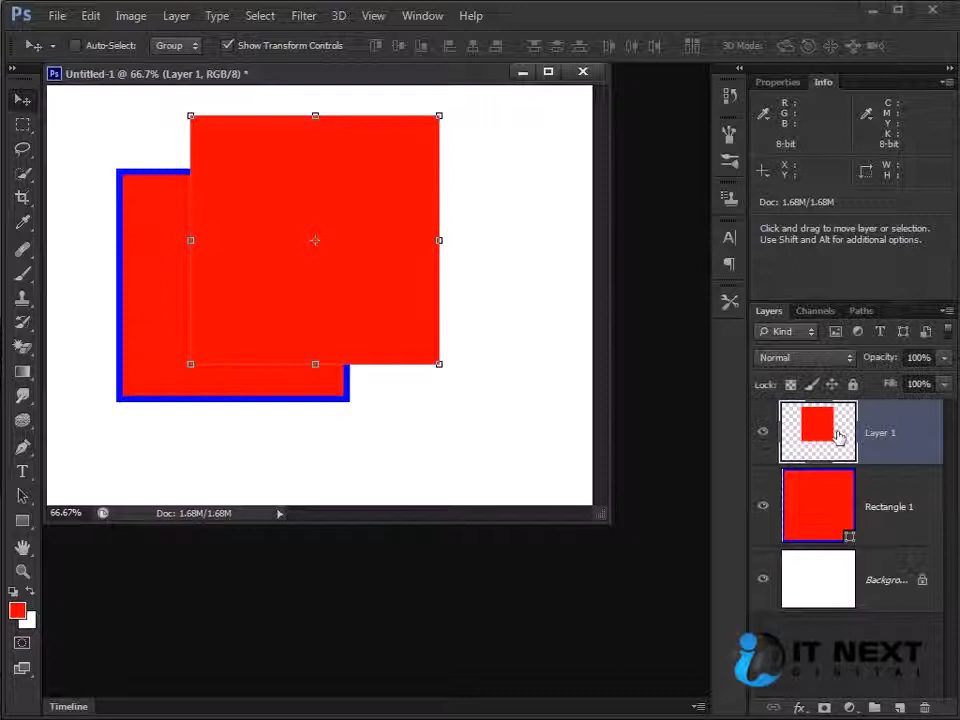 Ps File Edit Image Layer Type Select Filter 3D View Window Help
Auto-Select: Group Show Transform Controls 3D Mode:
Ps Untitled-1 @ 66.7% (Layer 1, RGB/8) *
Properties Info
R : C :
G : M :
B : Y :
K :
8-bit 8-bit
X : W :
Y : H :
Doc: 1.68M/1.68M
Click and drag to move layer or selection.
Use Shift and Alt for additional options.
Layers Channels Paths
Kind
Normal Opacity: 100%
Lock: Fill: 100%
Layer 1
Rectangle 1
Backgro...
66.67% Doc: 1.68M/1.68M
Timeline
IT NEXT
DIGITAL